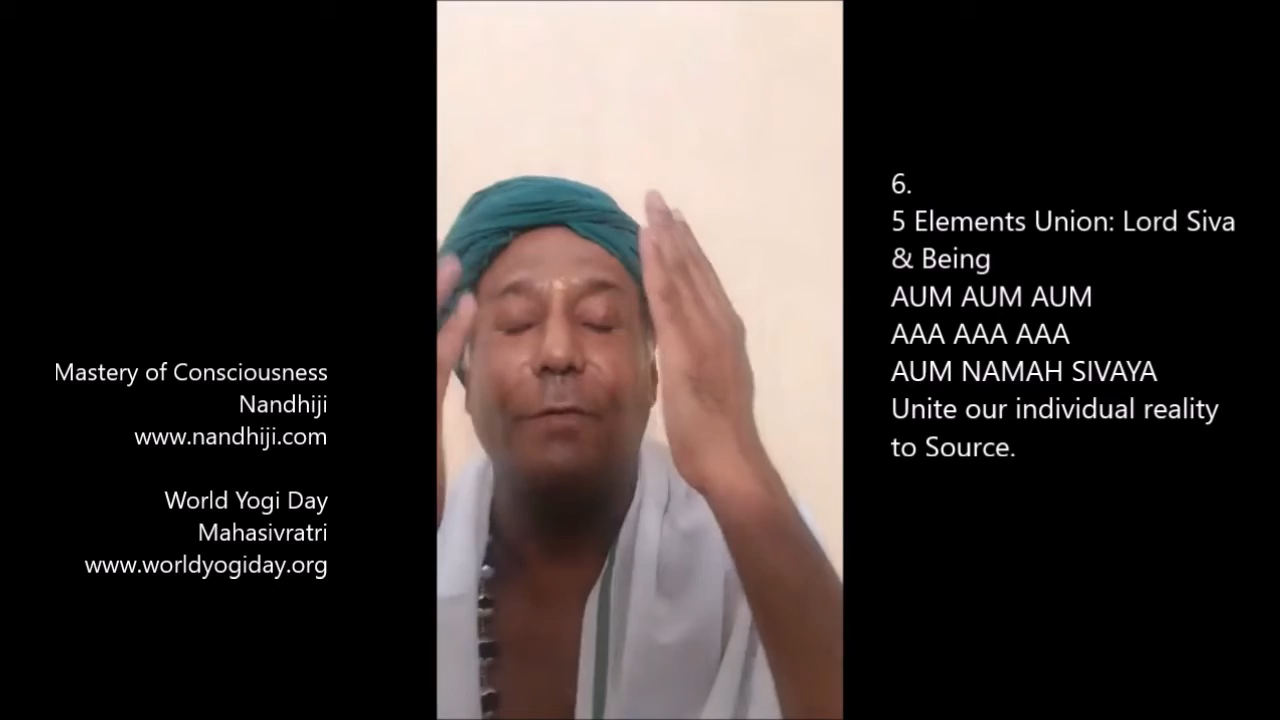 Mastery of Consciousness
Nandhiji
www.nandhiji.com
World Yogi Day
Mahasivratri
www.worldyogiday.org
6.
5 Elements Union: Lord Siva
& Being
AUM AUM AUM
AAA AAA AAA
AUM NAMAH SIVAYA
Unite our individual reality
to Source.